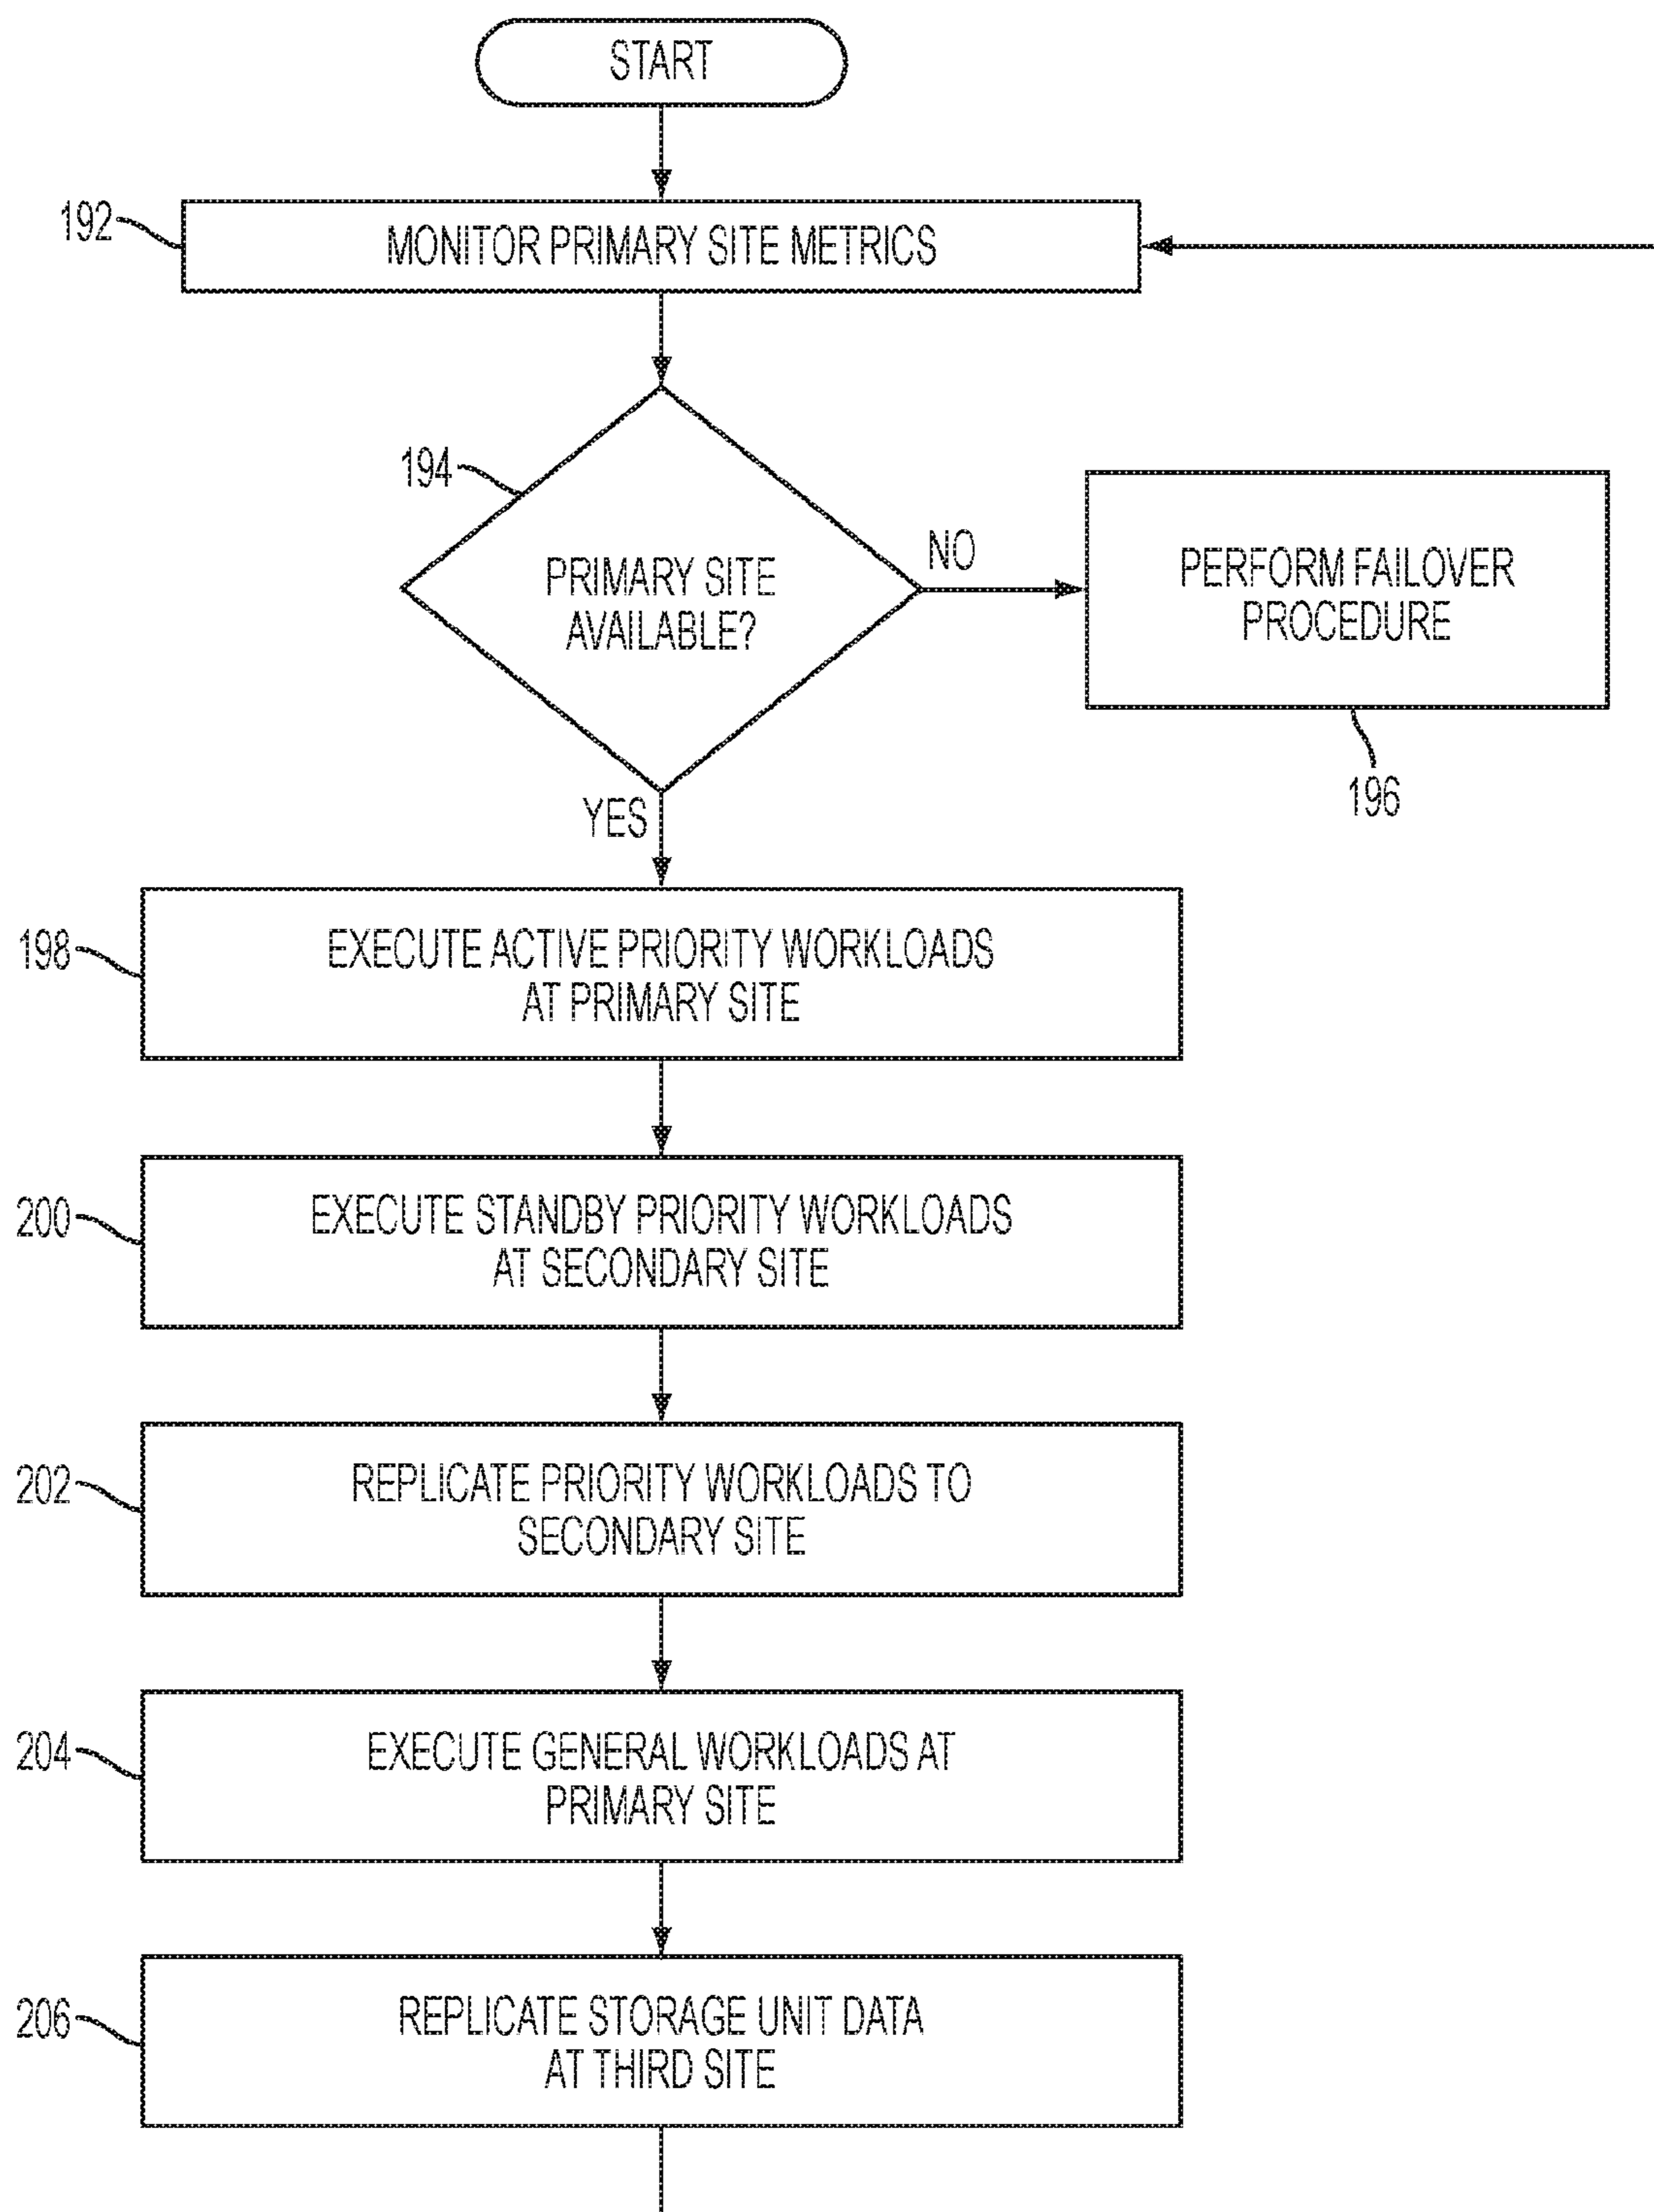 START
192
MONITOR PRIMARY SITE METRICS
194
PRIMARY SITE
AVAILABLE?
NO
PERFORM FAILOVER
PROCEDURE
196
YES
198
EXECUTE ACTIVE PRIORITY WORKLOADS
AT PRIMARY SITE
200
EXECUTE STANDBY PRIORITY WORKLOADS
AT SECONDARY SITE
202
REPLICATE PRIORITY WORKLOADS TO
SECONDARY SITE
204
EXECUTE GENERAL WORKLOADS AT
PRIMARY SITE
206
REPLICATE STORAGE UNIT DATA
AT THIRD SITE